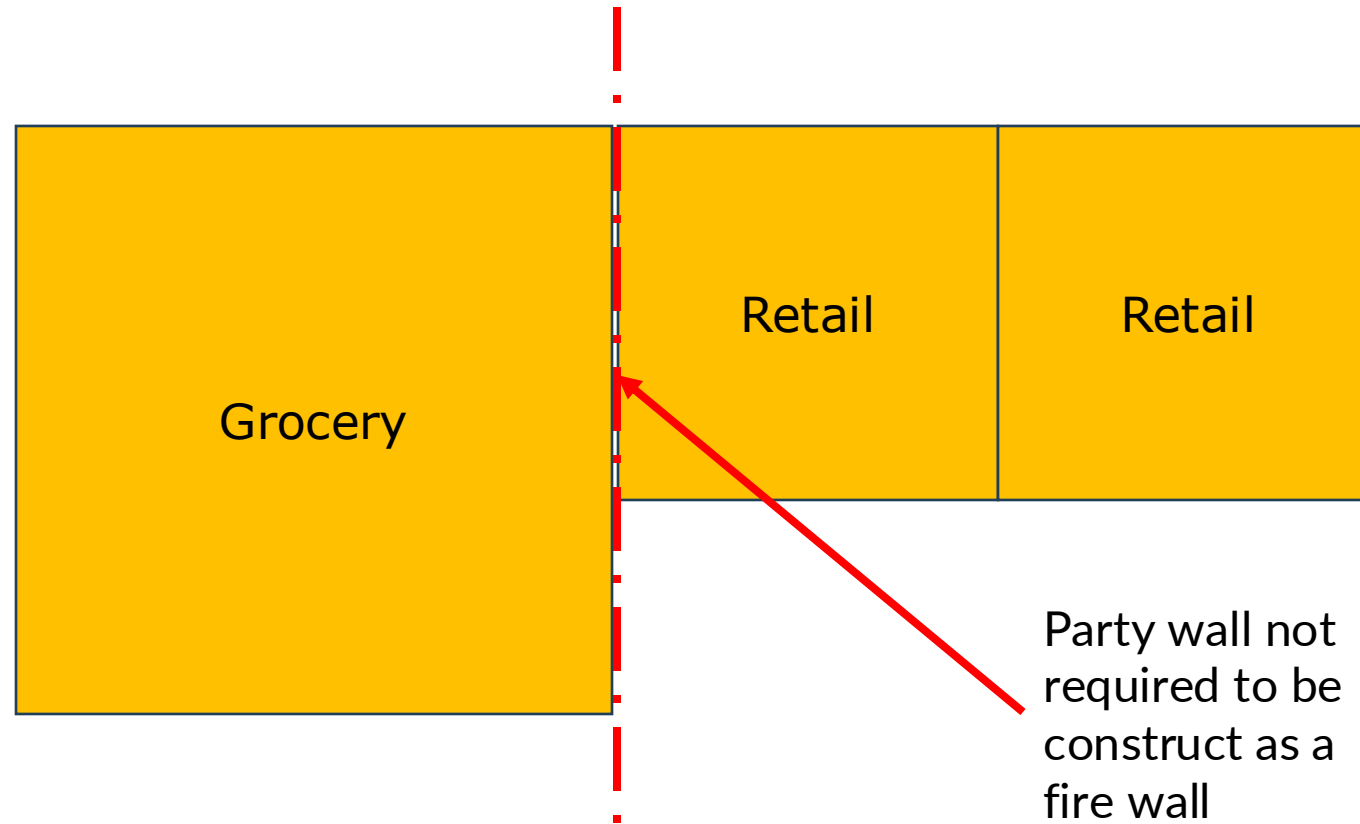 Retail
Retail
Grocery
Party wall not
required to be
construct as a
fire wall